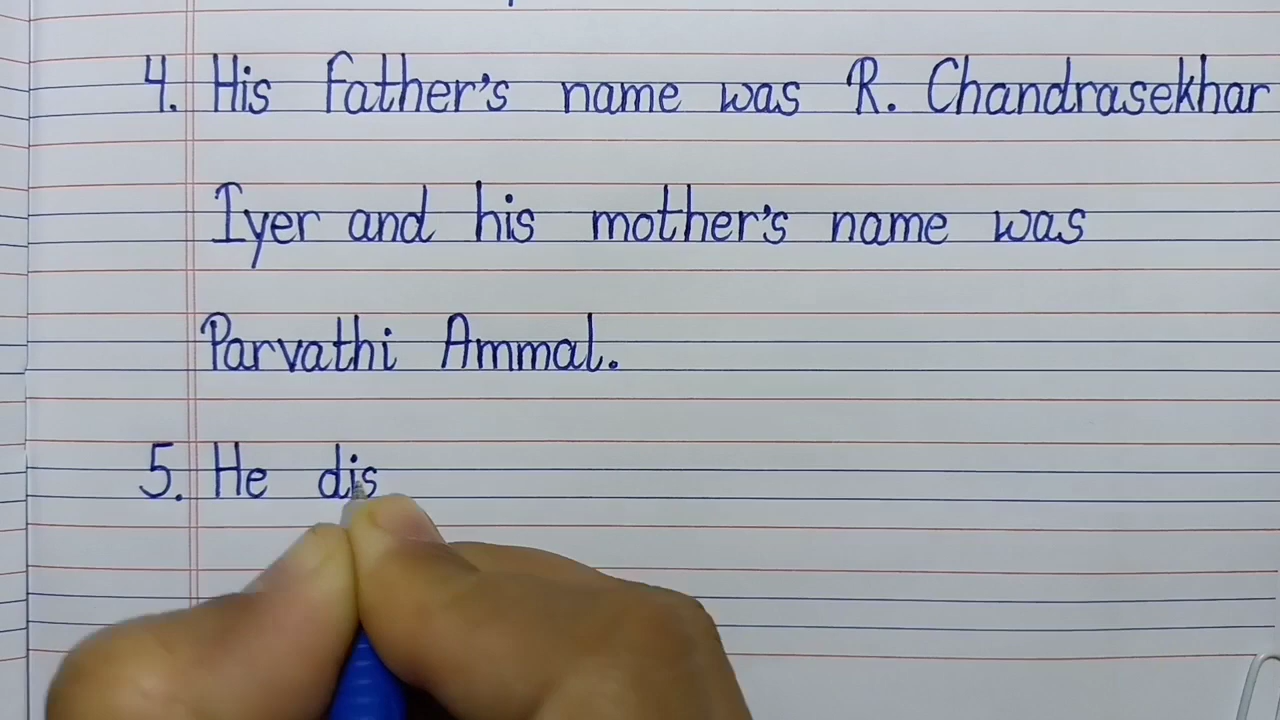 4. His Father's name was R. Chandrasekhar
Iyer and his mother's name was
Parvathi Ammal.
5. He dis